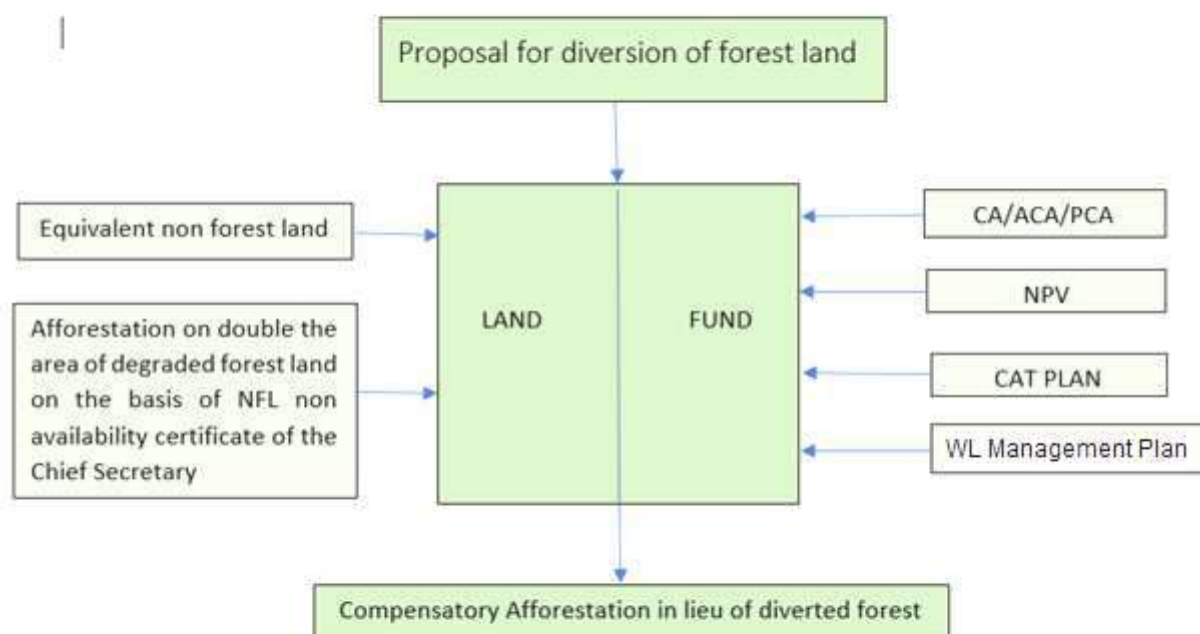 Proposal for diversion of forest land
Equivalent non forest land
Afforestation on double the
area of degraded forest land
on the basis of NFL non
availability certificate of the
Chief Secretary
LAND
FUND
CA/ACA/PCA
NPV
CAT PLAN
WL Management Plan
Compensatory Afforestation in lieu of diverted forest